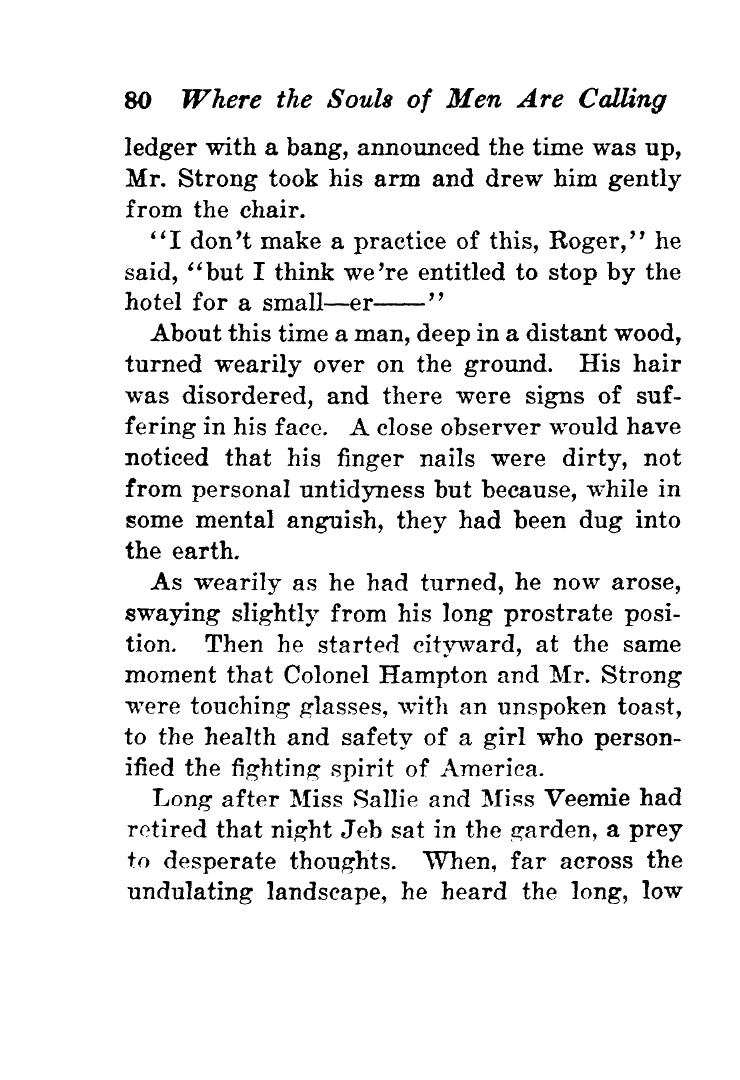 80 Where the Souls of Men Are Calling
ledger with a bang, announced the time was up,
Mr. Strong took his arm and drew him gently
from the chair.
“I don’t make a practice of this, Roger,” he
said, “but I think we’re entitled to stop by the
hotel for a small—er——”
About this time a man, deep in a distant wood,
turned wearily over on the ground. His hair
was disordered, and there were signs of suf-
fering in his face. A close observer would have
noticed that his finger nails were dirty, not
from personal untidyness but because, while in
some mental anguish, they had been dug into
the earth.
As wearily as he had turned, he now arose,
swaying slightly from his long prostrate posi-
tion. Then he started cityward, at the same
moment that Colonel Hampton and Mr. Strong
were touching glasses, with an unspoken toast,
to the health and safety of a girl who person-
ified the fighting spirit of America.
Long after Miss Sallie and Miss Veemie had
retired that night Jeb sat in the garden, a prey
to desperate thoughts. When, far across the
undulating landscape, he heard the long, low